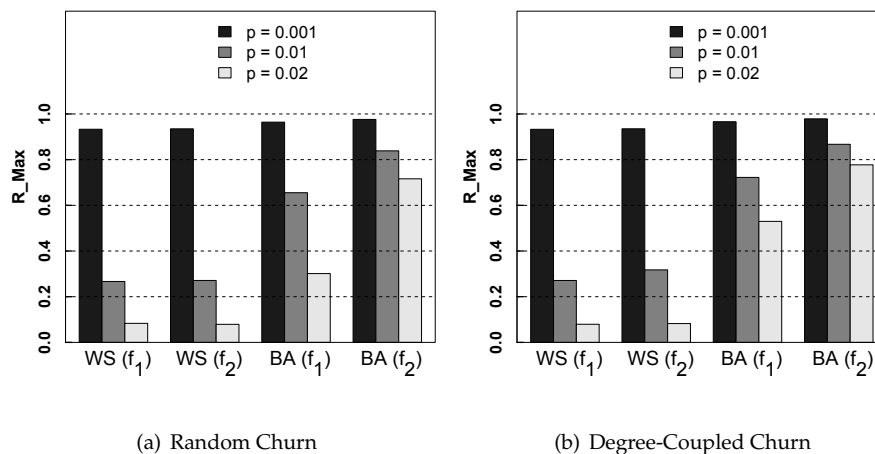 p = 0.001
p = 0.01
p = 0.02
R_Max
1.0
0.8
0.6
0.4
0.2
0.0
WS (f1)
WS (f2)
BA (f1)
BA (f2)
(a) Random Churn
p = 0.001
p = 0.01
p = 0.02
R_Max
1.0
0.8
0.6
0.4
0.2
0.0
WS (f1)
WS (f2)
BA (f1)
BA (f2)
(b) Degree-Coupled Churn